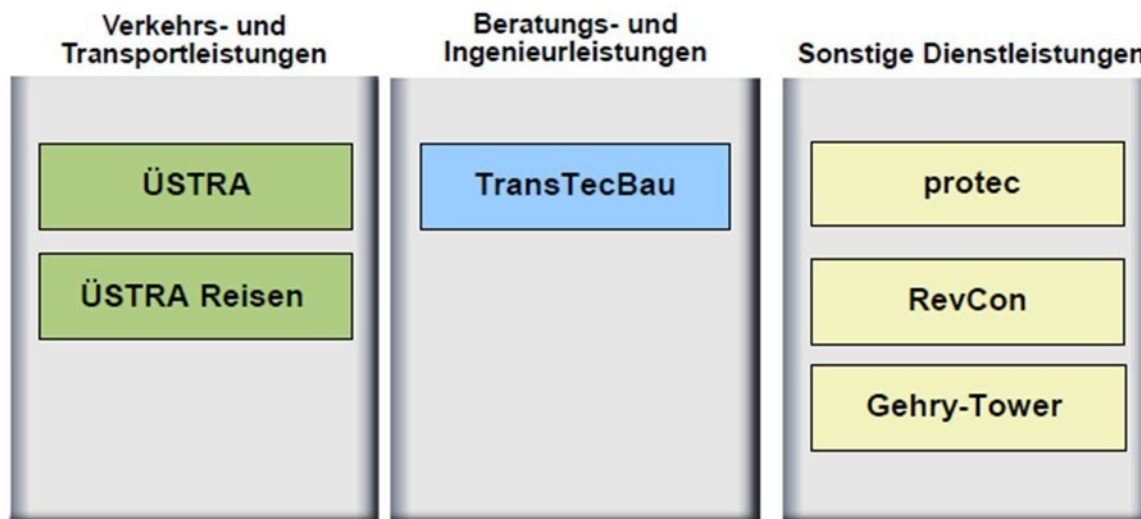 Verkehrs- und
Transportleistungen
ÜSTRA
ÜSTRA Reisen
Beratungs- und
Ingenieurleistungen
TransTecBau
Sonstige Dienstleistungen
protec
RevCon
Gehry-Tower